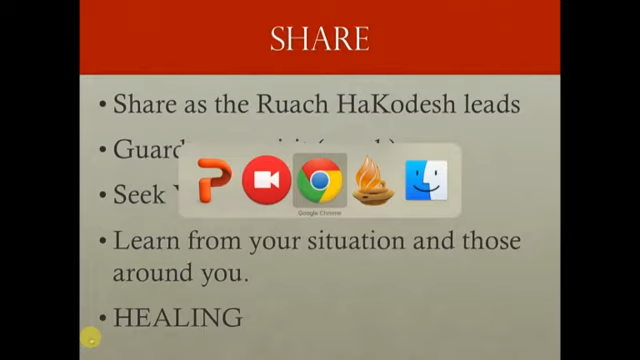 SHARE
• Share as the Ruach HaKodesh leads
• Guard
• Seek
Google Chrome
• Learn from your situation and those
around you.
• HEALING